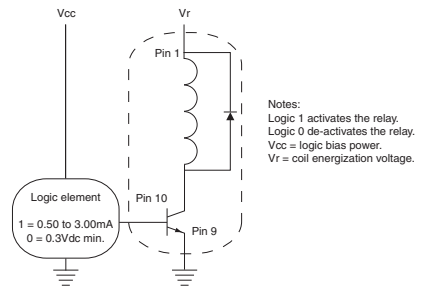 Vcc
Vr
Pin 1
Notes:
Logic 1 activates the relay.
Logic 0 de-activates the relay.
Vcc = logic bias power.
Vr = coil energization voltage.
Logic element
1 = 0.50 to 3.00mA
0 = 0.3Vdc min.
Pin 10
Pin 9